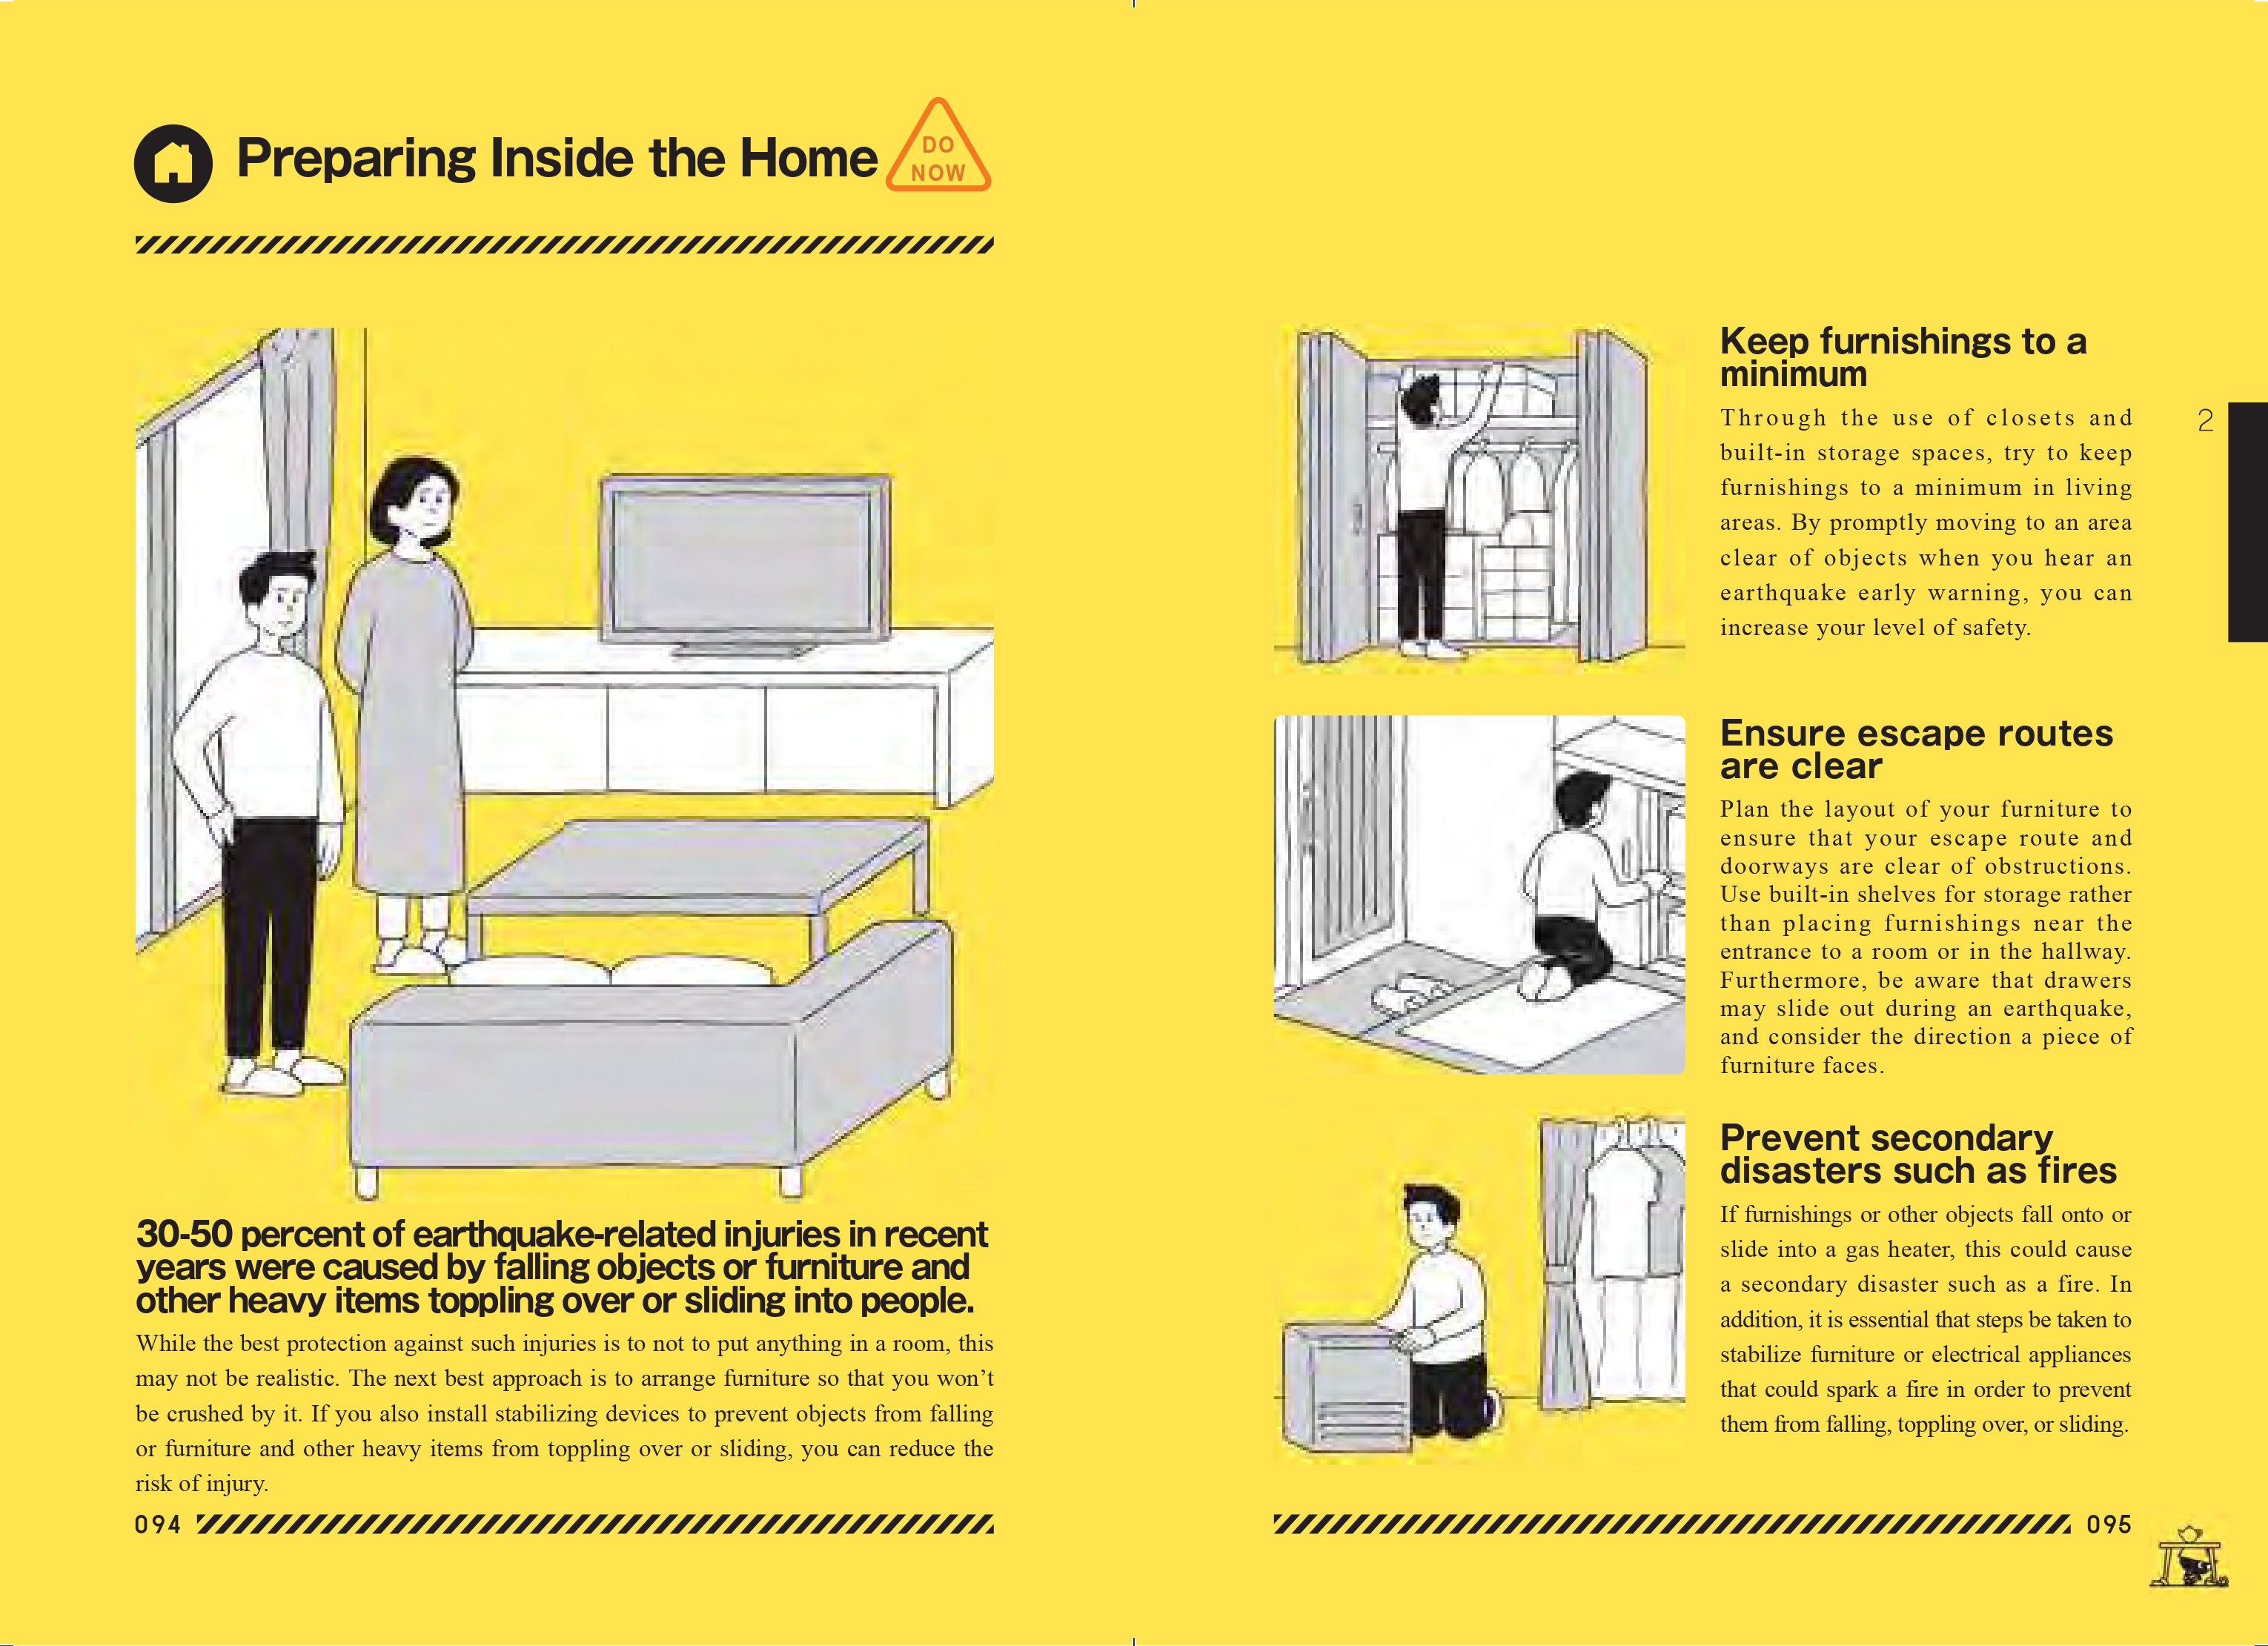 Preparing Inside the Home
DO
NOW
30-50 percent of earthquake-related injuries in recent
years were caused by falling objects or furniture and
other heavy items toppling over or sliding into people.
While the best protection against such injuries is to not to put anything in a room, this
may not be realistic. The next best approach is to arrange furniture so that you won’t
be crushed by it. If you also install stabilizing devices to prevent objects from falling
or furniture and other heavy items from toppling over or sliding, you can reduce the
risk of injury.
094
Keep furnishings to a
minimum
Through the use of closets and
built-in storage spaces, try to keep
furnishings to a minimum in living
areas. By promptly moving to an area
clear of objects when you hear an
earthquake early warning, you can
increase your level of safety.
2
Ensure escape routes
are clear
Plan the layout of your furniture to
ensure that your escape route and
doorways are clear of obstructions.
Use built-in shelves for storage rather
than placing furnishings near the
entrance to a room or in the hallway.
Furthermore, be aware that drawers
may slide out during an earthquake,
and consider the direction a piece of
furniture faces.
Prevent secondary
disasters such as fires
If furnishings or other objects fall onto or
slide into a gas heater, this could cause
a secondary disaster such as a fire. In
addition, it is essential that steps be taken to
stabilize furniture or electrical appliances
that could spark a fire in order to prevent
them from falling, toppling over, or sliding.
095